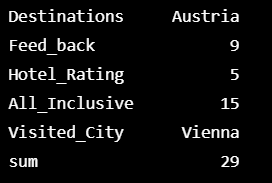 Destinations Austria
Feed_back 9
Hotel_Rating 5
All_Inclusive 15
Visited_City Vienna
sum 29